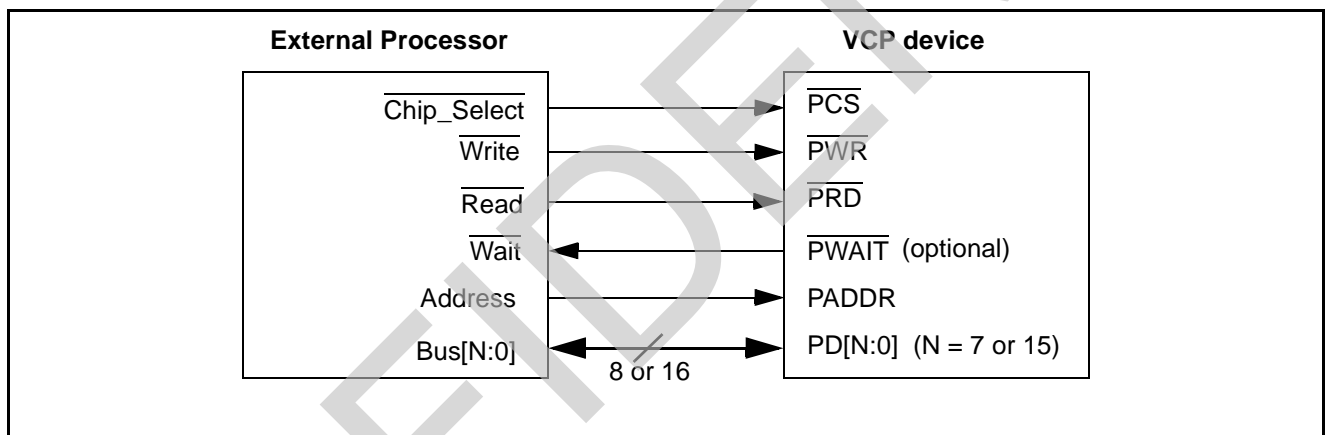 External Processor VCP device
Chip_Select PCS
Write PWR
Read PRD
Wait PWAIT (optional)
Address PADDR
Bus[N:0] PD[N:0] (N = 7 or 15)
8 or 16
FIDE